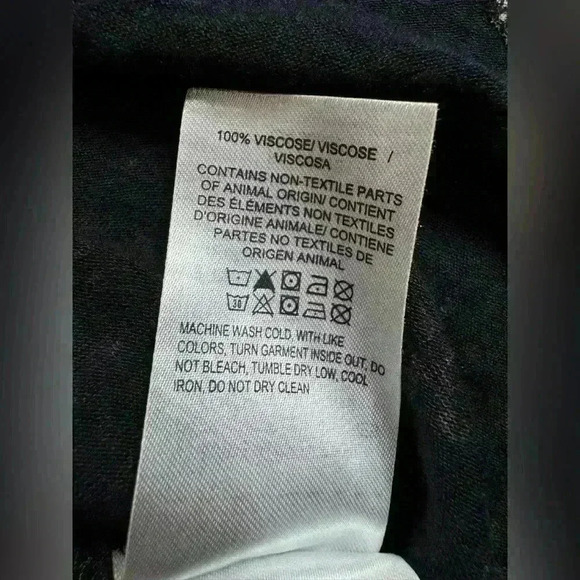 100% VISCOSE/ VISCOSE /
VISCOSA
CONTAINS NON-TEXTILE PARTS
OF ANIMAL ORIGIN/ CONTIENT
DES ÉLÉMENTS NON TEXTILES
D'ORIGINE ANIMALE/ CONTIENE
PARTES NO TEXTILES DE
ORIGEN ANIMAL
30
MACHINE WASH COLD, WITH LIKE
COLORS, TURN GARMENT INSIDE OUT, DO
NOT BLEACH, TUMBLE DRY LOW, COOL
IRON, DO NOT DRY CLEAN